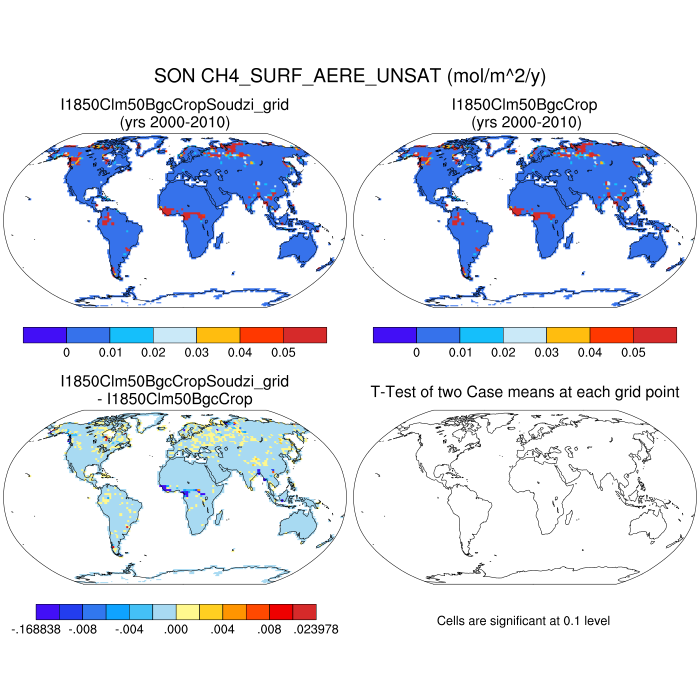 SON CH4_SURF_AERE_UNSAT (mol/m^2/y)
I1850Clm50BgcCropSoudzi_grid
(yrs 2000-2010)
I1850Clm50BgcCrop
(yrs 2000-2010)
0 0.01 0.02 0.03 0.04 0.05
0 0.01 0.02 0.03 0.04 0.05
I1850Clm50BgcCropSoudzi_grid
- I1850Clm50BgcCrop
T-Test of two Case means at each grid point
-.168838 -.008 -.004 .000 .004 .008 .023978
Cells are significant at 0.1 level